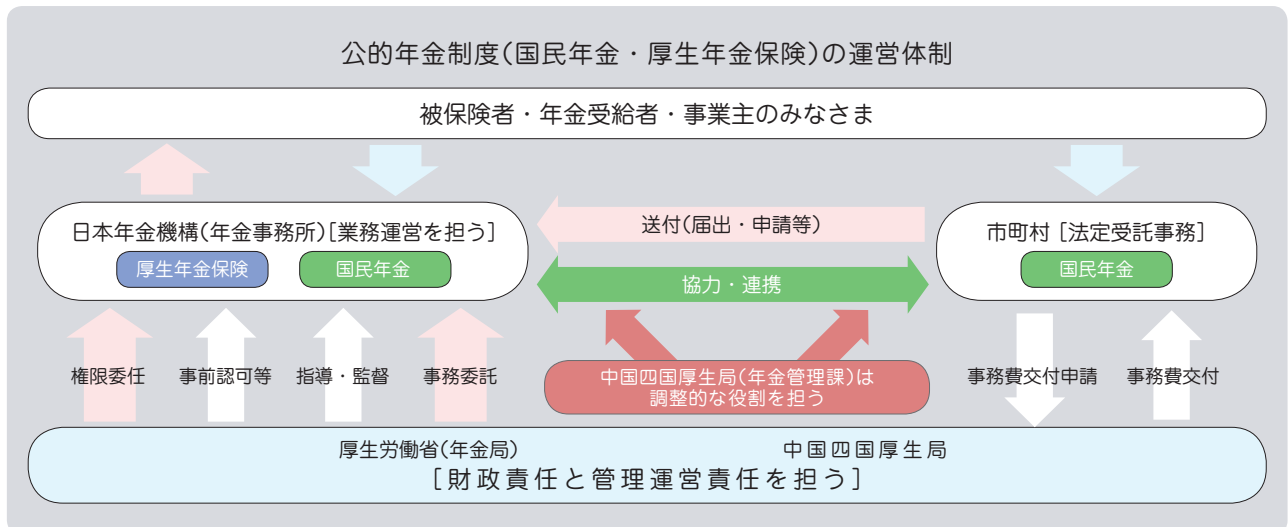 公的年金制度(国民年金・厚生年金保険)の運営体制
被保険者・年金受給者・事業主のみなさま
日本年金機構(年金事務所)[業務運営を担う]
厚生年金保険
国民年金
送付(届出・申請等)
協力・連携
市町村 [法定受託事務]
国民年金
権限委任
事前認可等
指導・監督
事務委託
中国四国厚生局(年金管理課)は
調整的な役割を担う
事務費交付申請
事務費交付
厚生労働省(年金局)
中国四国厚生局
[財政責任と管理運営責任を担う]